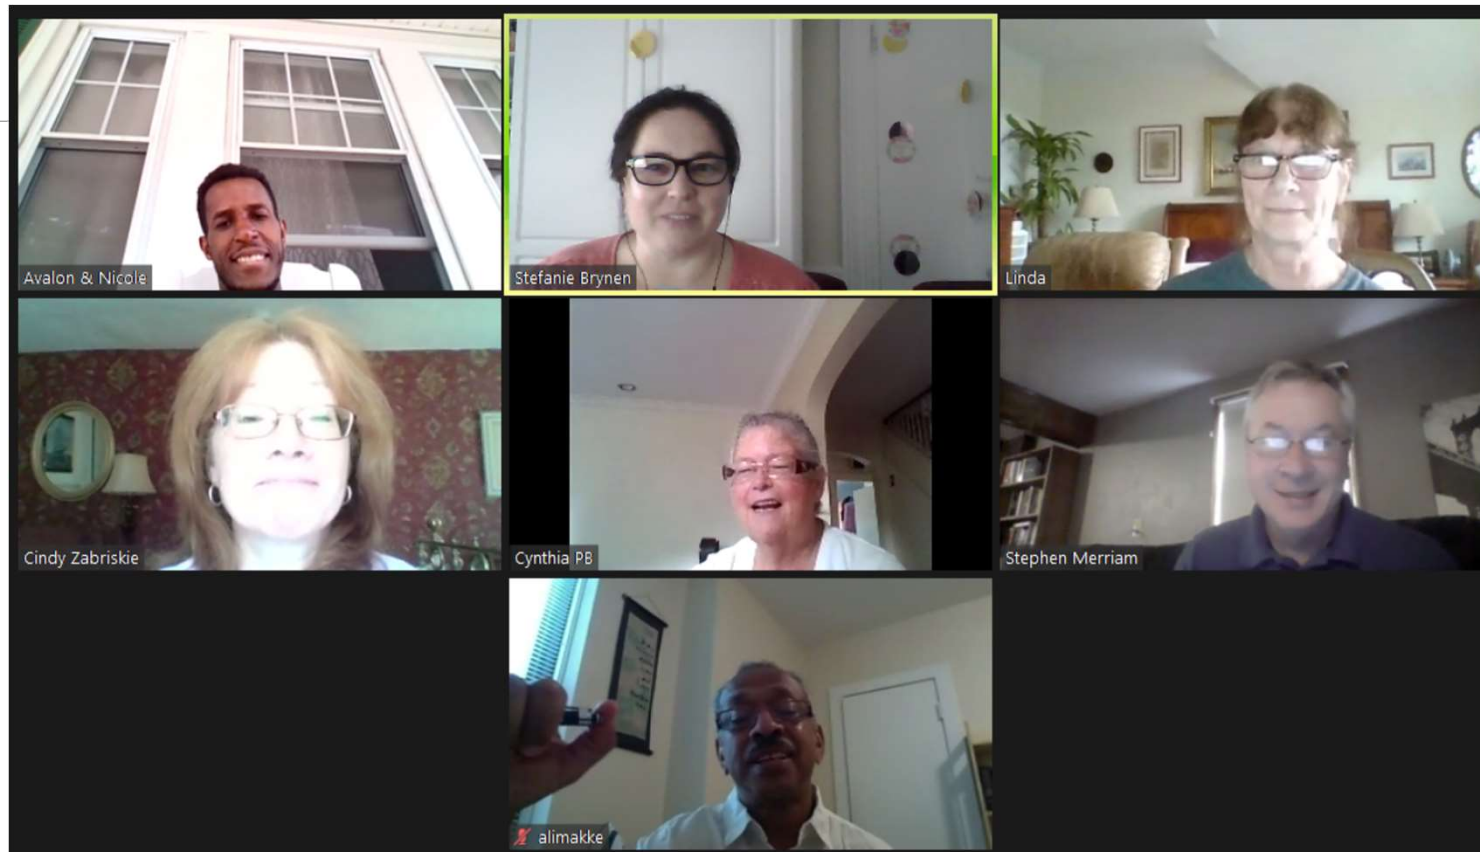 Avalon & Nicole
Stefanie Brynen
Linda
Cindy Zabriskie
Cynthia PB
Stephen Merriam
alimakke